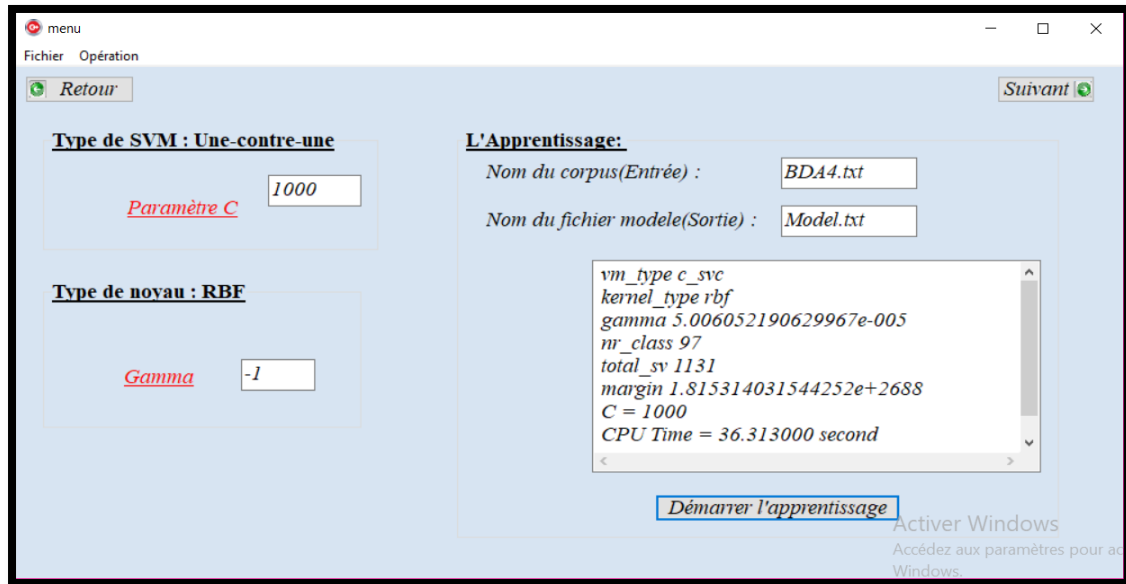 menu
Fichier Opération
Retour
Suivant
Type de SVM : Une-contre-une
1000
Paramètre C
Type de noyau : RBF
Gamma
-1
L'Apprentissage:
Nom du corpus(Entrée) :
BDA4.txt
Nom du fichier modele(Sortie) :
Model.txt
vm_type c_svc
kernel_type rbf
gamma 5.006052190629967e-005
nr_class 97
total_sv 1131
margin 1.815314031544252e+2688
C = 1000
CPU Time = 36.313000 second
Démarrer l'apprentissage
Activer Windows
Accédez aux paramètres pour ac
Windows.